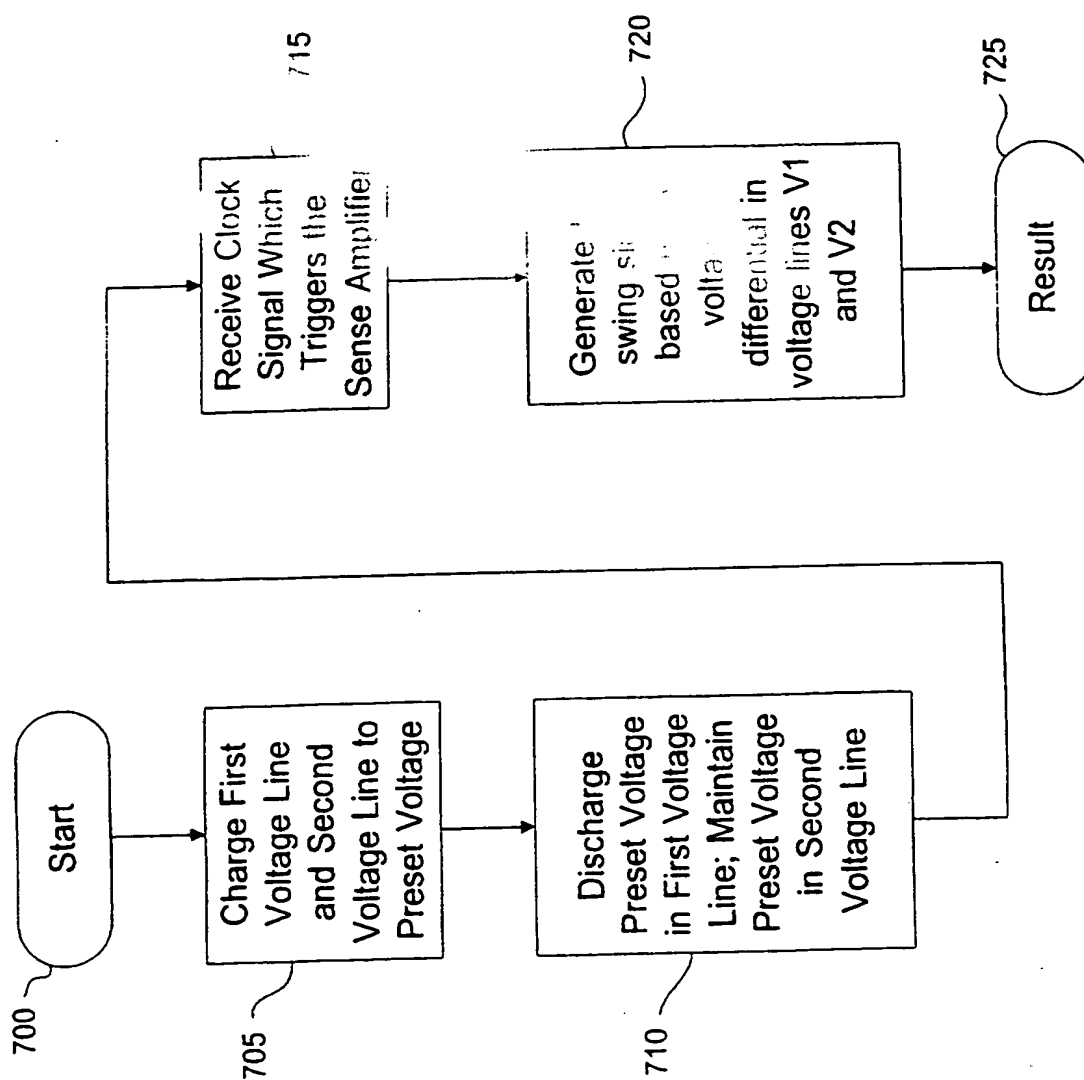 700
Start
705
Charge First
Voltage Line
and Second
Voltage Line to
Preset Voltage
710
Discharge
Preset Voltage
in First Voltage
Line; Maintain
Preset Voltage
in Second
Voltage Line
715
Receive Clock
Signal Which
Triggers the
Sense Amplifier
720
Generate
swing
based
differential in
voltage lines V1
and V2
725
Result